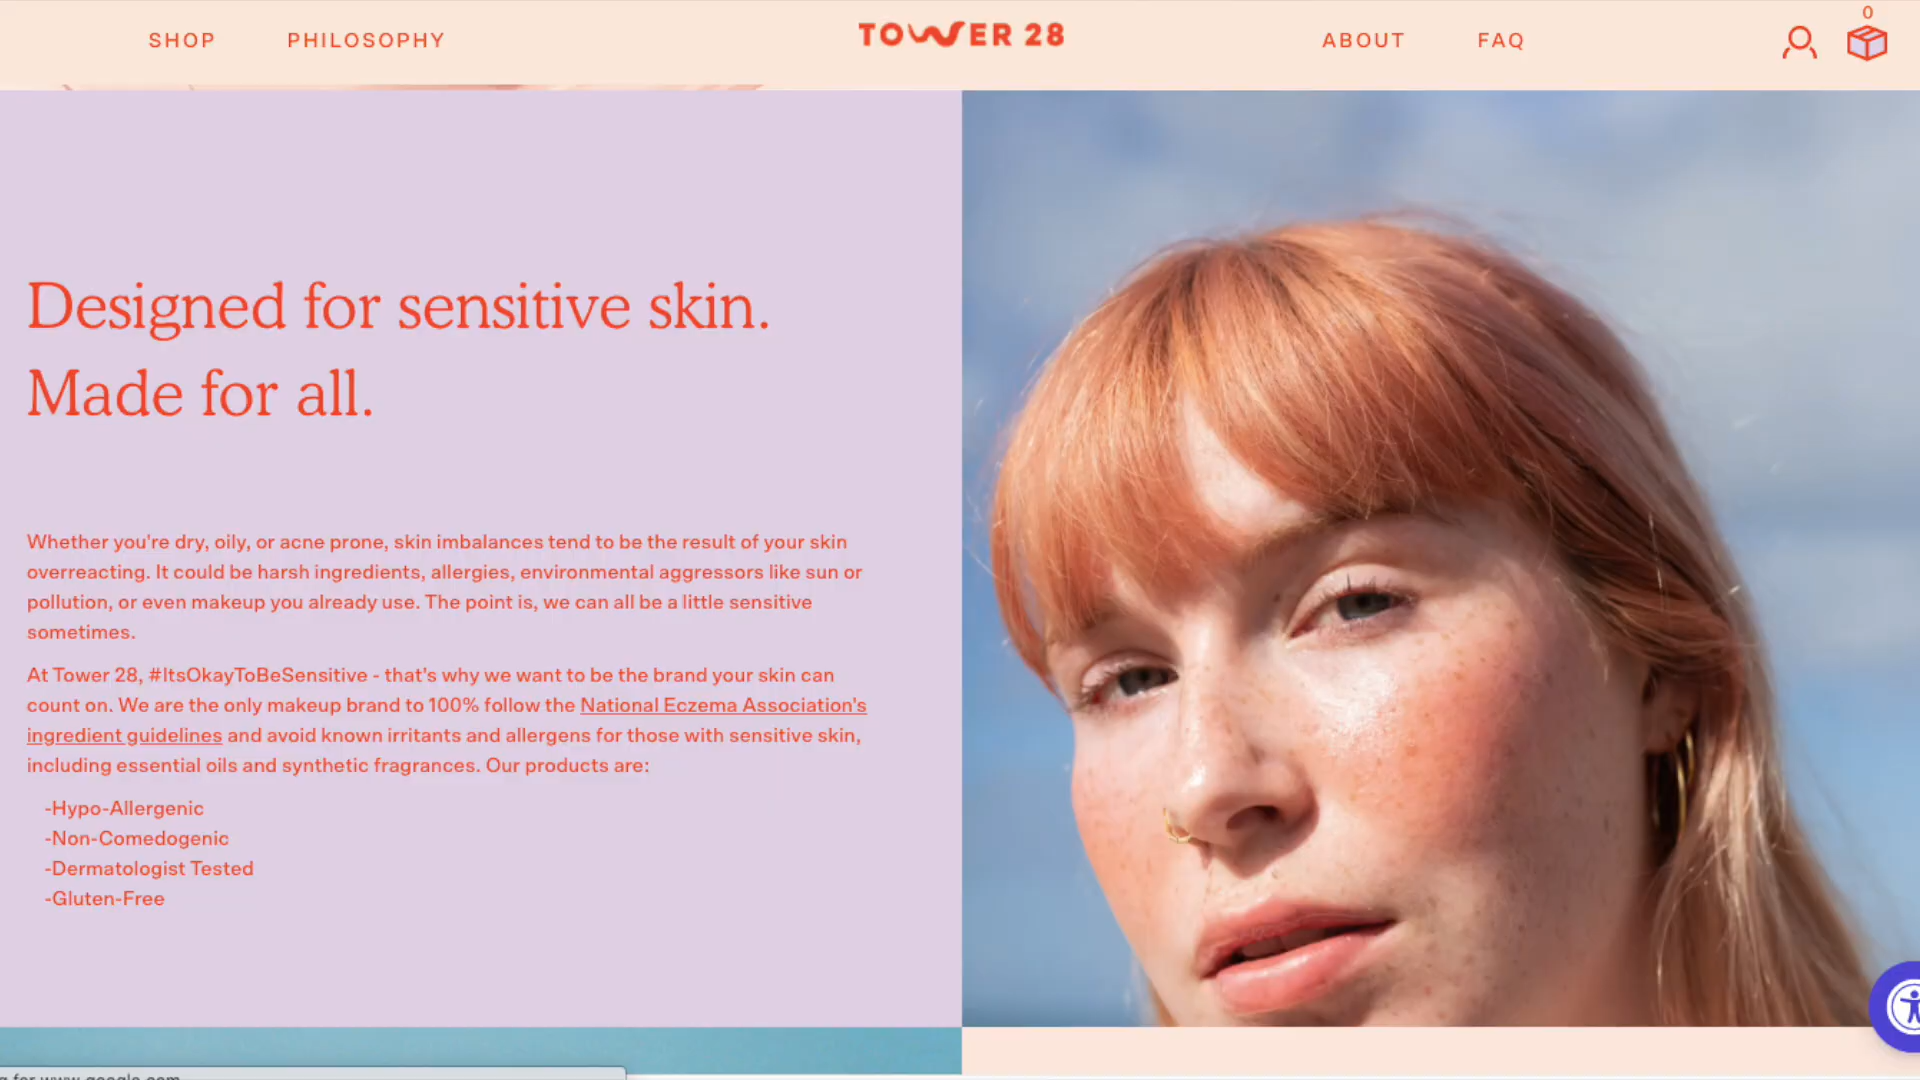 SHOP
PHILOSOPHY
TOWER 28
ABOUT
FAQ
0
Designed for sensitive skin.
Made for all.
Whether you're dry, oily, or acne prone, skin imbalances tend to be the result of your skin
overreacting. It could be harsh ingredients, allergies, environmental aggressors like sun or
pollution, or even makeup you already use. The point is, we can all be a little sensitive
sometimes.
At Tower 28, #ItsOkayToBeSensitive - that's why we want to be the brand your skin can
count on. We are the only makeup brand to 100% follow the National Eczema Association's
ingredient guidelines and avoid known irritants and allergens for those with sensitive skin,
including essential oils and synthetic fragrances. Our products are:
-Hypo-Allergenic
-Non-Comedogenic
-Dermatologist Tested
-Gluten-Free
for www.google.com